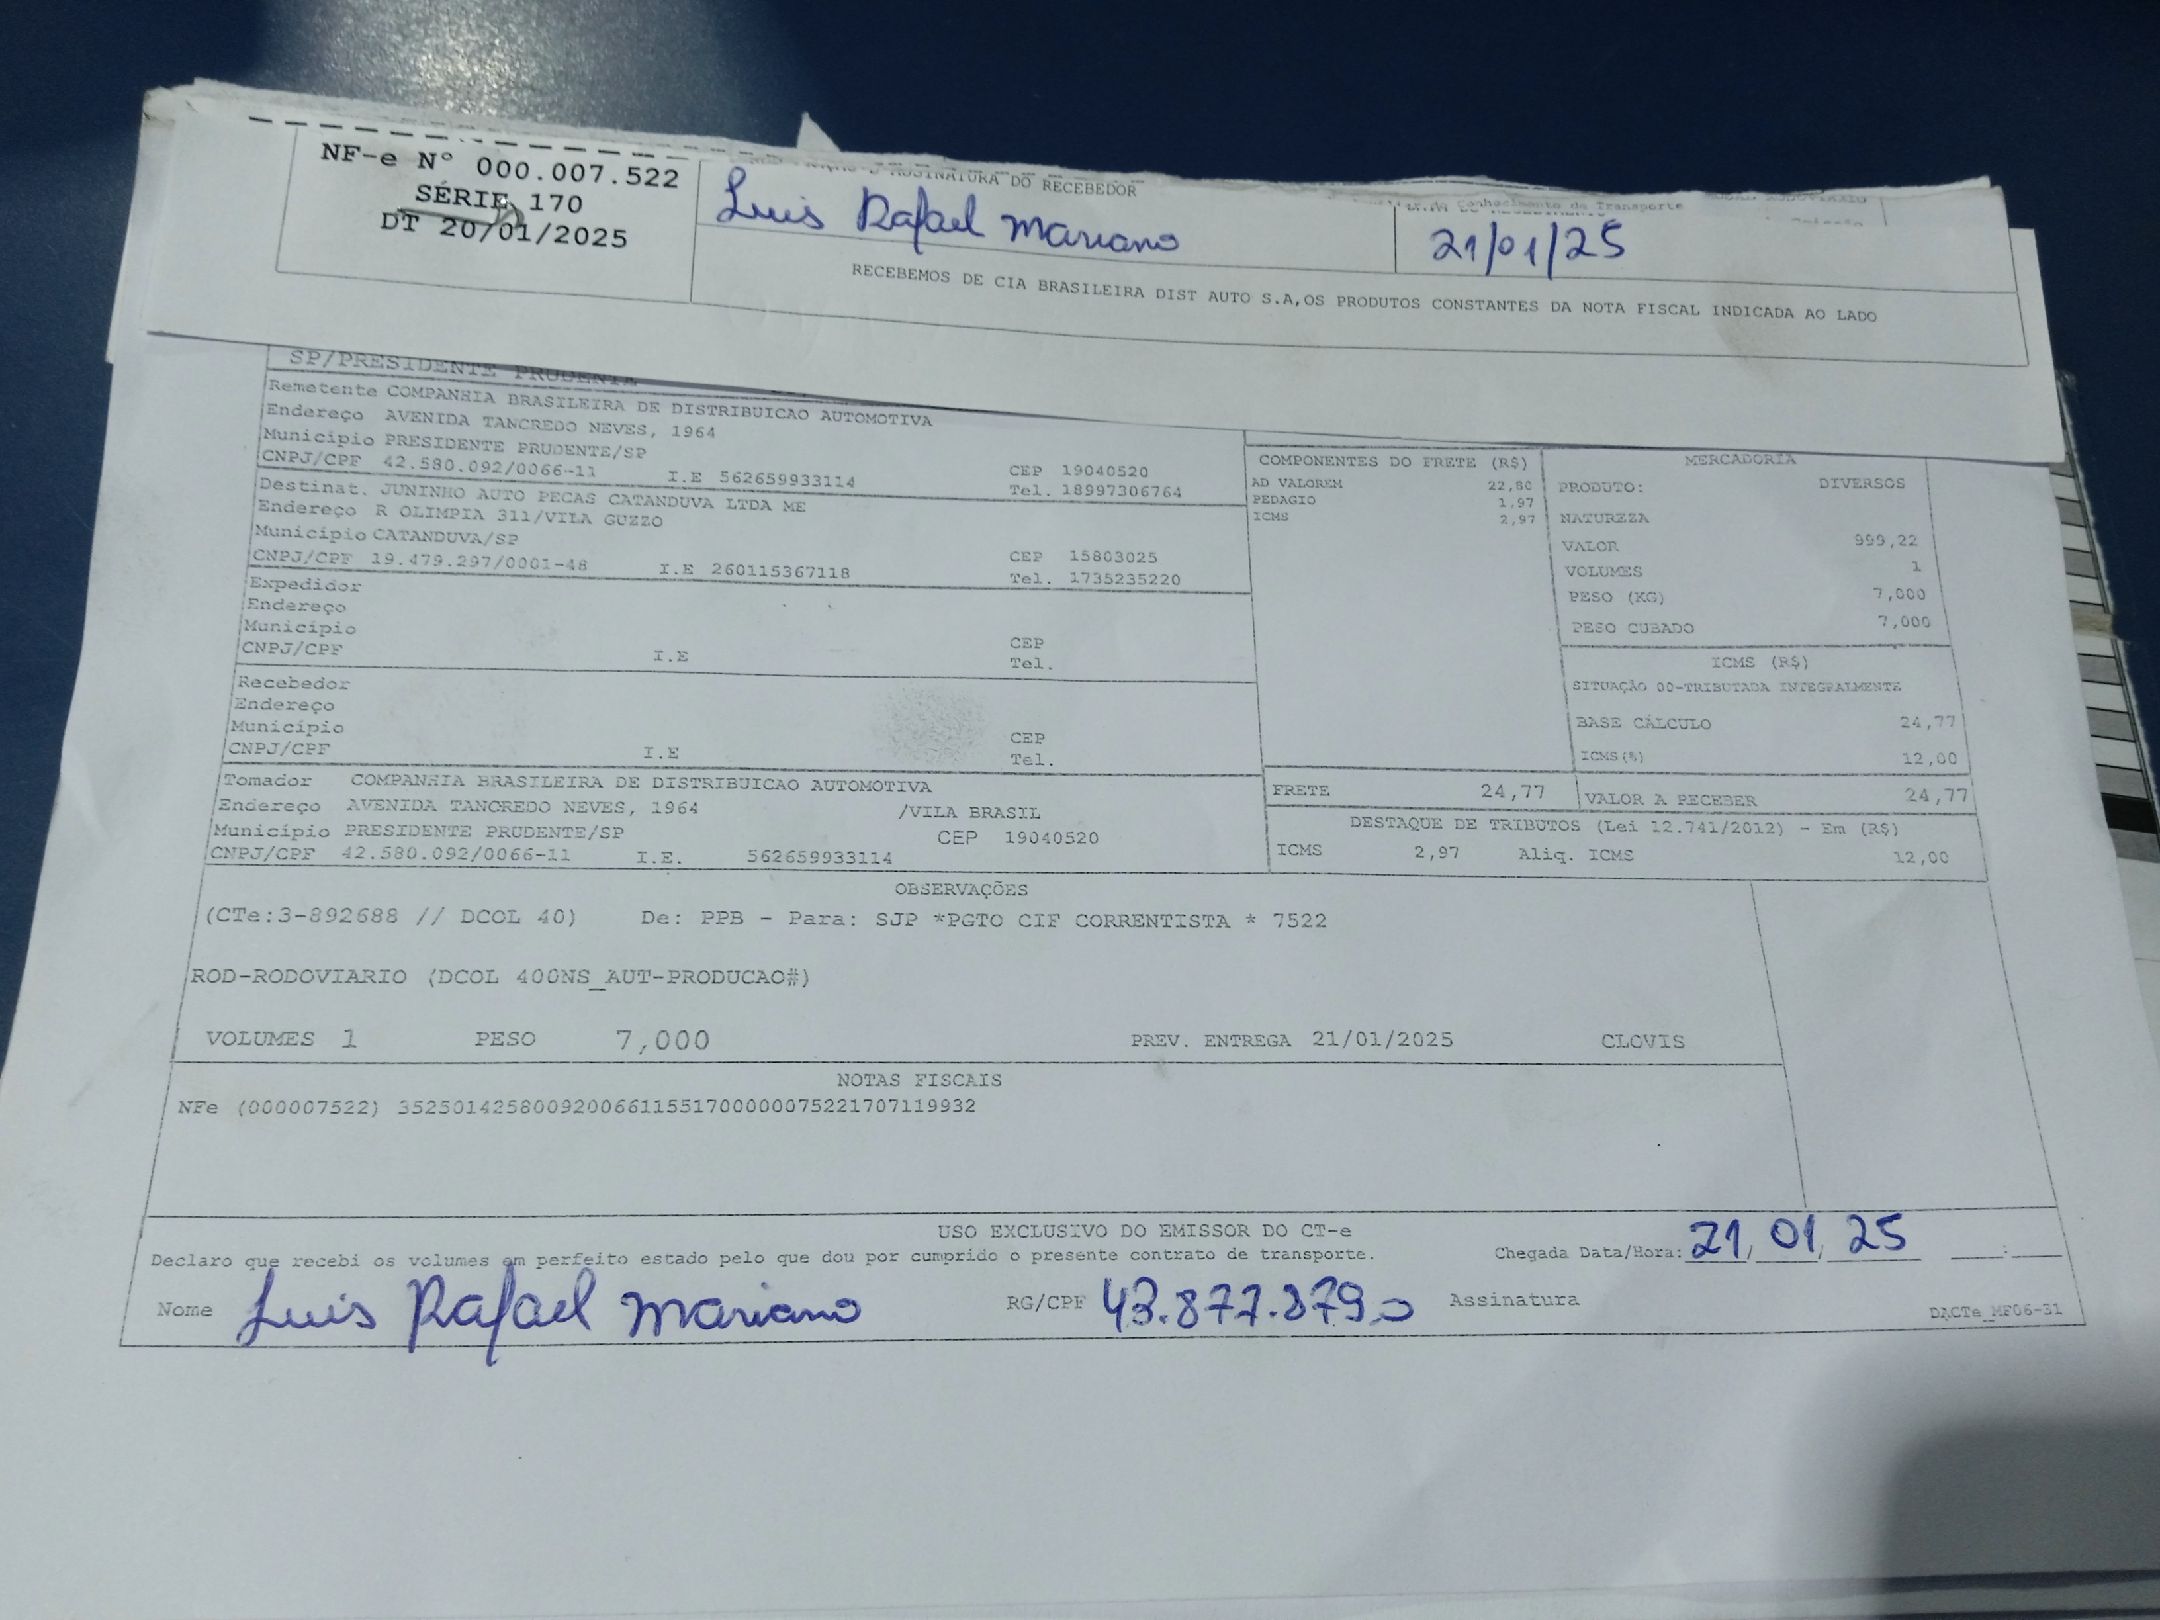 NF-e Nº 000.007.522
SÉRIE 170
DT 20/01/2025
ASSINATURA DO RECEBEDOR
Luis Rafael Mariano
Conhecimento de Transporte
21/01/25
RECEBEMOS DE CIA BRASILEIRA DIST AUTO S.A,OS PRODUTOS CONSTANTES DA NOTA FISCAL INDICADA AO LADO
SP/PRESIDENTE PRUDENTE
Remetente COMPANHIA BRASILEIRA DE DISTRIBUICAO AUTOMOTIVA
Endereço AVENIDA TANCREDO NEVES, 1964
Município PRESIDENTE PRUDENTE/SP
CNPJ/CPF 42.580.092/0066-11 I.E 562659933114 CEP 19040520
Tel. 18997306764
Destinat. JUNINHO AUTO PECAS CATANDUVA LTDA ME
Endereço R OLIMPIA 311/VILA GUZZO
Município CATANDUVA/SP
CNPJ/CPF 19.479.297/0001-48 I.E 260115367118 CEP 15803025
Tel. 1735235220
Expedidor
Endereço
Município
CNPJ/CPF I.E CEP
Tel.
Recebedor
Endereço
Município
CNPJ/CPF I.E CEP
Tel.
Tomador COMPANHIA BRASILEIRA DE DISTRIBUICAO AUTOMOTIVA
Endereço AVENIDA TANCREDO NEVES, 1964 /VILA BRASIL
Município PRESIDENTE PRUDENTE/SP CEP 19040520
CNPJ/CPF 42.580.092/0066-11 I.E. 562659933114
COMPONENTES DO FRETE (R$)
AD VALOREM 22,80
PEDAGIO 1,97
ICMS 2,97
MERCADORIA
PRODUTO: DIVERSOS
NATUREZA
VALOR 999,22
VOLUMES 1
PESO (KG) 7,000
PESO CUBADO 7,000
ICMS (R$)
SITUAÇÃO 00-TRIBUTADA INTEGRALMENTE
BASE CÁLCULO 24,77
ICMS(%) 12,00
FRETE 24,77 VALOR A RECEBER 24,77
DESTAQUE DE TRIBUTOS (Lei 12.741/2012) - Em (R$)
ICMS 2,97 Aliq. ICMS 12,00
OBSERVAÇÕES
(CTe:3-892688 // DCOL 40) De: PPB - Para: SJP *PGTO CIF CORRENTISTA * 7522
ROD-RODOVIARIO (DCOL 400NS_AUT-PRODUCAO#)
VOLUMES 1 PESO 7,000 PREV. ENTREGA 21/01/2025 CLOVIS
NOTAS FISCAIS
NFe (000007522) 35250142580092006611551700000075221707119932
USO EXCLUSIVO DO EMISSOR DO CT-e
Declaro que recebi os volumes em perfeito estado pelo que dou por cumprido o presente contrato de transporte. Chegada Data/Hora: 21/01/25 __:__
Nome Luis Rafael Mariano RG/CPF 43.877.879.0 Assinatura
DACTe_MF06-31